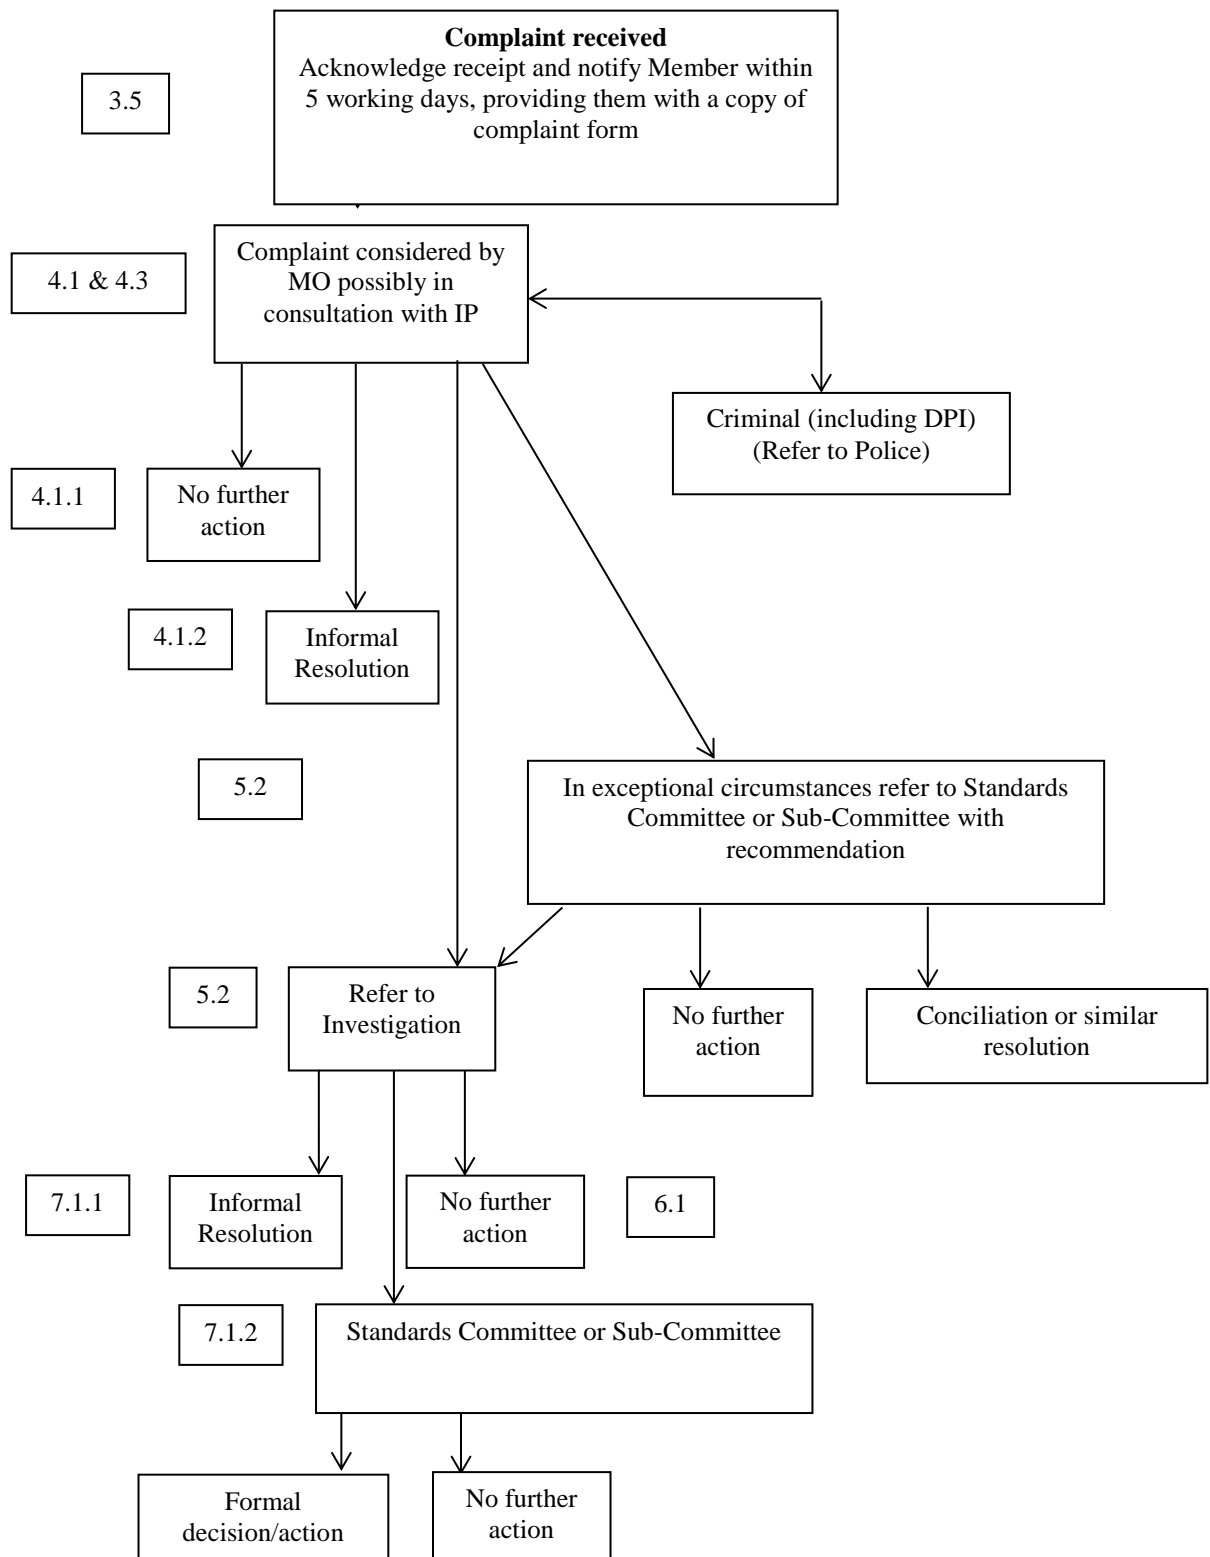 Complaint received
Acknowledge receipt and notify Member within
5 working days, providing them with a copy of
complaint form
3.5
Complaint considered by
MO possibly in
consultation with IP
4.1 & 4.3
Criminal (including DPI)
(Refer to Police)
4.1.1
No further
action
4.1.2
Informal
Resolution
5.2
In exceptional circumstances refer to Standards
Committee or Sub-Committee with
recommendation
5.2
Refer to
Investigation
No further
action
Conciliation or similar
resolution
7.1.1
Informal
Resolution
No further
action
6.1
7.1.2
Standards Committee or Sub-Committee
Formal
decision/action
No further
action